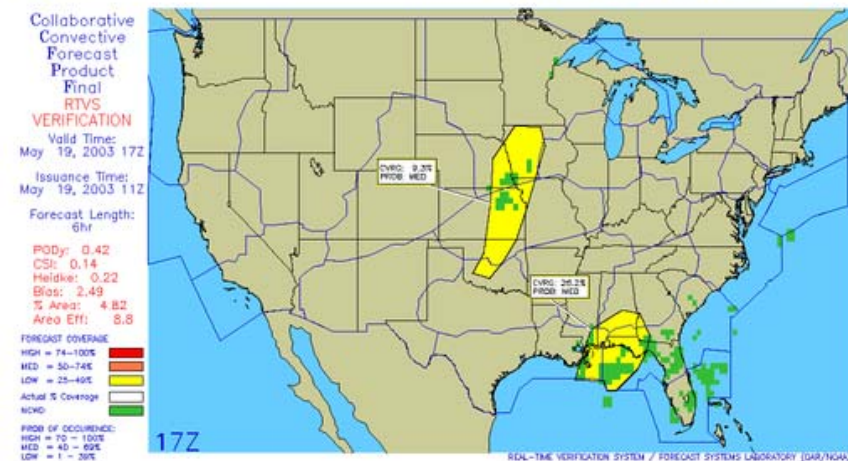 Collaborative
Convective
Forecast
Product
Final
RTVS
VERIFICATION
Valid Time:
May 19, 2003 17Z
Issuance Time:
May 19, 2003 11Z
Forecast Length:
6hr
PODy: 0.42
CSI: 0.14
Heidke: 0.22
Bias: 2.49
% Area: 4.82
Area Eff: 8.8
FORECAST COVERAGE
HIGH = 74-100%
MED = 50-74%
LOW = 25-49%
Actual % Coverage
NCWD
PROB OF OCCURENCE:
HIGH = 70 - 100%
MED = 40 - 69%
LOW = 1 - 39%
CVRG: 9.3%
PROB: MED
CVRG: 26.2%
PROB: MED
17Z
REAL-TIME VERIFICATION SYSTEM / FORECAST SYSTEMS LABORATORY (OAR/NOAA)